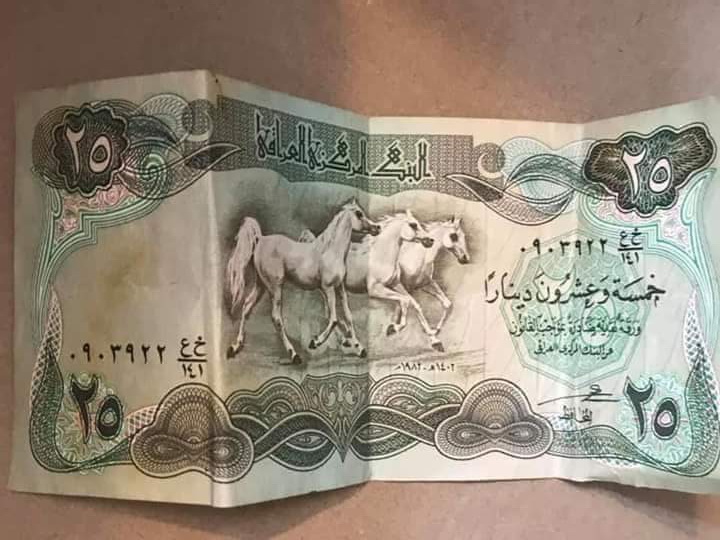 البنك المركزي العراقي
٢٥
٢٥
٠٩٠٣٩٢٢ خ ع / ١٤١
خمسة وعشرون دينارًا
ورقة نقدية صادرة بموجب القانون
عن البنك المركزي العراقي
١٤٠٢هـ - ١٩٨٢م
٠٩٠٣٩٢٢ خ ع / ١٤١
المحافظ
٢٥
٢٥